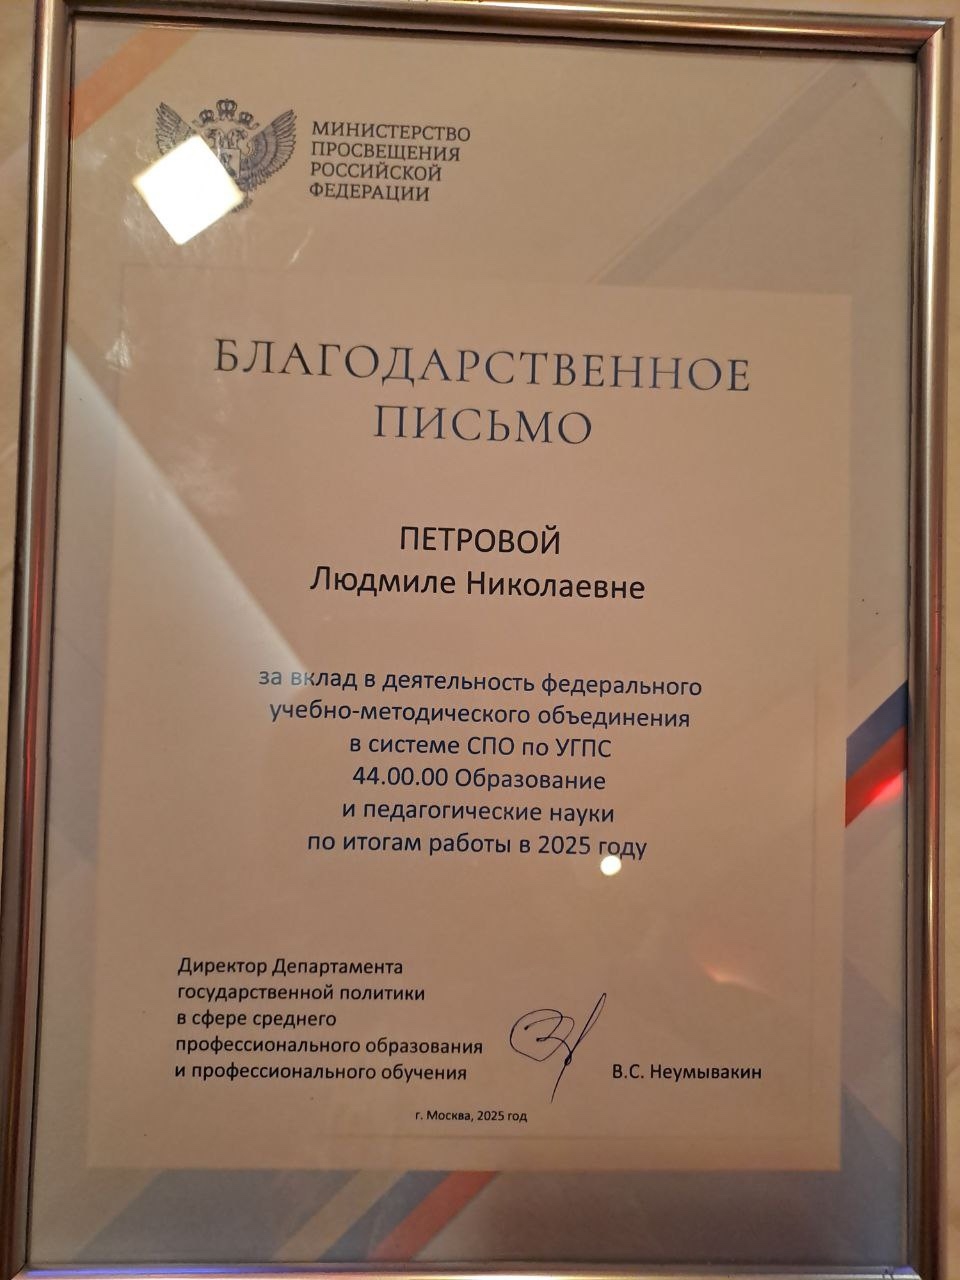 МИНИСТЕРСТВО
ПРОСВЕЩЕНИЯ
РОССИЙСКОЙ
ФЕДЕРАЦИИ
БЛАГОДАРСТВЕННОЕ
ПИСЬМО
ПЕТРОВОЙ
Людмиле Николаевне
за вклад в деятельность федерального
учебно-методического объединения
в системе СПО по УГПС
44.00.00 Образование
и педагогические науки
по итогам работы в 2025 году
Директор Департамента
государственной политики
в сфере среднего
профессионального образования
и профессионального обучения
В.С. Неумывакин
г. Москва, 2025 год